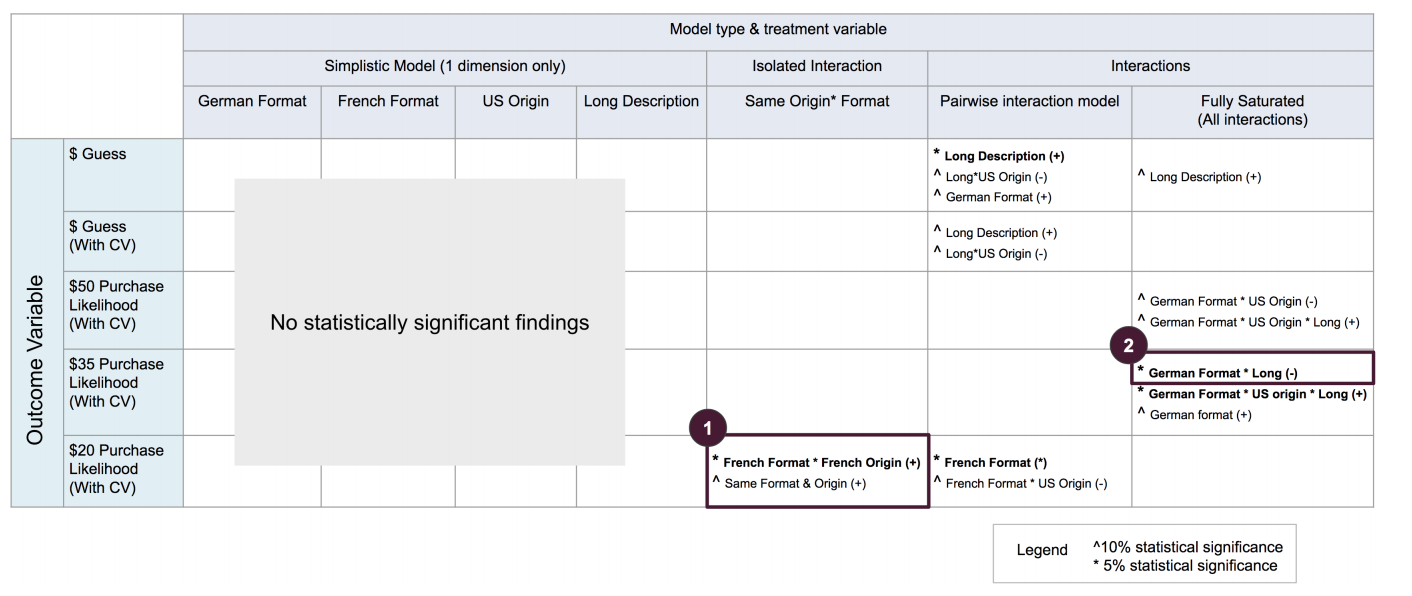 Model type & treatment variable
Simplistic Model (1 dimension only)
Isolated Interaction
Interactions
German Format
French Format
US Origin
Long Description
Same Origin* Format
Pairwise interaction model
Fully Saturated
(All interactions)
Outcome Variable
$ Guess
* Long Description (+)
^ Long*US Origin (-)
^ German Format (+)
^ Long Description (+)
$ Guess
(With CV)
^ Long Description (+)
^ Long*US Origin (-)
$50 Purchase
Likelihood
(With CV)
^ German Format * US Origin (-)
^ German Format * US Origin * Long (+)
No statistically significant findings
$35 Purchase
Likelihood
(With CV)
2
* German Format * Long (-)
* German Format * US origin * Long (+)
^ German format (+)
$20 Purchase
Likelihood
(With CV)
1
* French Format * French Origin (+)
^ Same Format & Origin (+)
* French Format (*)
^ French Format * US Origin (-)
Legend
^10% statistical significance
* 5% statistical significance